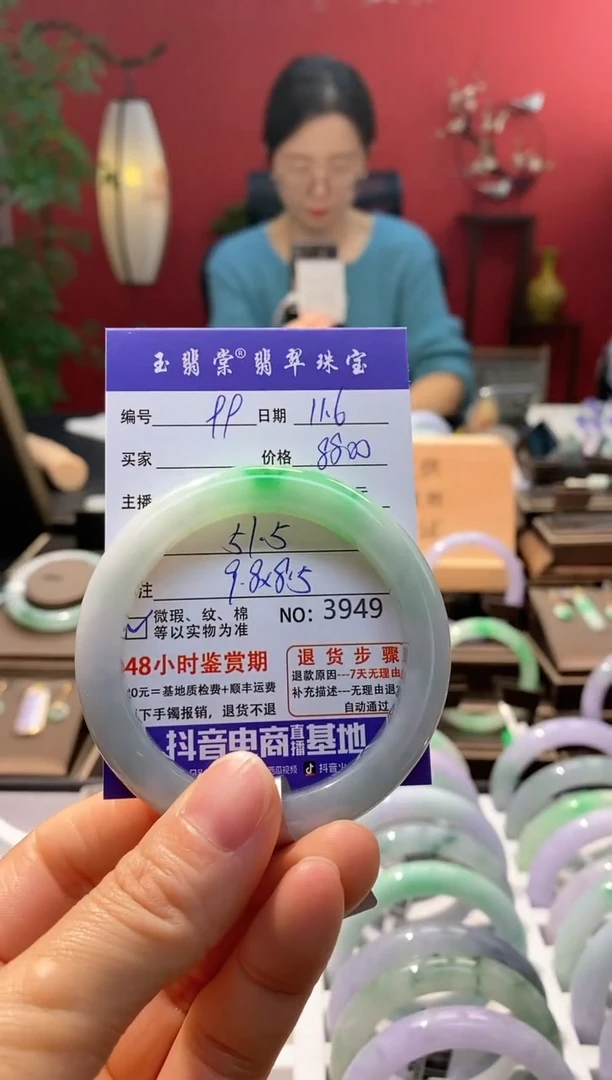 玉翡棠®翡翠珠宝
编号 PP 日期 11.6
买家 价格 8800
主播
51.5
注 9.8x8.5
微瑕、纹、棉 NO: 3949
等以实物为准
48小时鉴赏期 退货步骤
0元=基地质检费+顺丰运费 退款原因---7天无理由
下手镯报销,退货不退 补充描述---无理由退
自动通过
抖音电商直播基地
瓜视频 抖音火